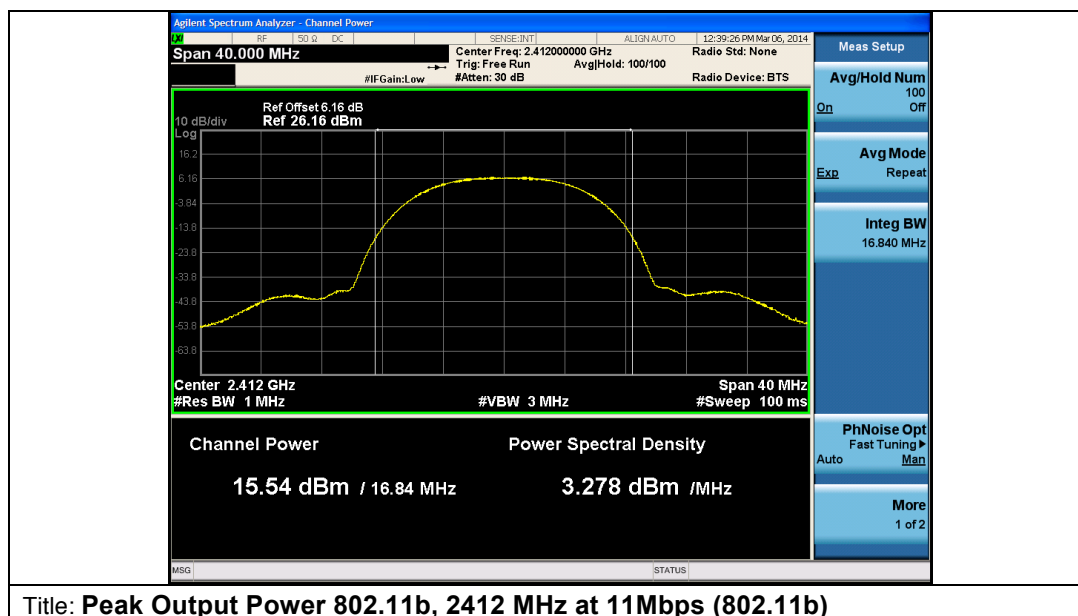 Agilent Spectrum Analyzer - Channel Power
LXI RF 50 Ω DC SENSE:INT ALIGN AUTO 12:39:26 PM Mar 06, 2014
Span 40.000 MHz
Center Freq: 2.412000000 GHz
Radio Std: None
Trig: Free Run Avg|Hold: 100/100
#IFGain:Low
#Atten: 30 dB
Radio Device: BTS
Ref Offset 6.16 dB
10 dB/div Ref 26.16 dBm
Log
16.2
6.16
-3.84
-13.8
-23.8
-33.8
-43.8
-53.8
-63.8
Center 2.412 GHz Span 40 MHz
#Res BW 1 MHz #VBW 3 MHz #Sweep 100 ms
Channel Power Power Spectral Density
15.54 dBm / 16.84 MHz 3.278 dBm /MHz
MSG STATUS
Meas Setup
Avg/Hold Num
100
On Off
Avg Mode
Exp Repeat
Integ BW
16.840 MHz
PhNoise Opt
Fast Tuning
Auto Man
More
1 of 2
Title: Peak Output Power 802.11b, 2412 MHz at 11Mbps (802.11b)